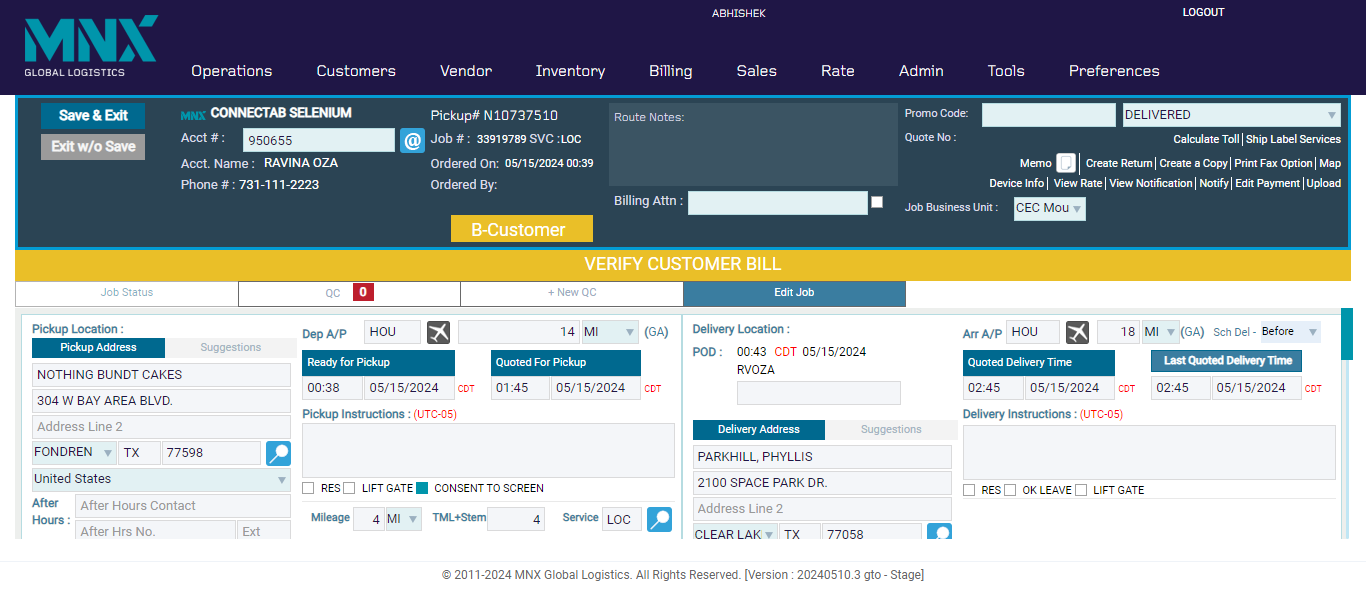 ABHISHEK
LOGOUT
MNX
GLOBAL LOGISTICS
Operations Customers Vendor Inventory Billing Sales Rate Admin Tools Preferences
Save & Exit
Exit w/o Save
MNX CONNECTAB SELENIUM
Acct # : 950655 @
Acct. Name : RAVINA OZA
Phone # : 731-111-2223
Pickup# N10737510
Job # : 33919789 SVC :LOC
Ordered On: 05/15/2024 00:39
Ordered By:
B-Customer
Route Notes:
Billing Attn :
Promo Code: DELIVERED
Quote No :
Calculate Toll| Ship Label Services
Memo | Create Return| Create a Copy| Print Fax Option| Map
Device Info| View Rate| View Notification| Notify| Edit Payment| Upload
Job Business Unit : CEC Mou
VERIFY CUSTOMER BILL
Job Status QC 0 + New QC Edit Job
Pickup Location :
Pickup Address Suggestions
NOTHING BUNDT CAKES
304 W BAY AREA BLVD.
Address Line 2
FONDREN TX 77598
United States
After Hours : After Hours Contact
After Hrs No. Ext
Dep A/P HOU 14 MI (GA)
Ready for Pickup Quoted For Pickup
00:38 05/15/2024 CDT 01:45 05/15/2024 CDT
Pickup Instructions : (UTC-05)
RES LIFT GATE CONSENT TO SCREEN
Mileage 4 MI TML+Stem 4 Service LOC
Delivery Location :
POD : 00:43 CDT 05/15/2024
RVOZA
Delivery Address Suggestions
PARKHILL, PHYLLIS
2100 SPACE PARK DR.
Address Line 2
CLEAR LAK TX 77058
Arr A/P HOU 18 MI (GA) Sch Del - Before
Quoted Delivery Time Last Quoted Delivery Time
02:45 05/15/2024 CDT 02:45 05/15/2024 CDT
Delivery Instructions : (UTC-05)
RES OK LEAVE LIFT GATE
© 2011-2024 MNX Global Logistics. All Rights Reserved. [Version : 20240510.3 gto - Stage]